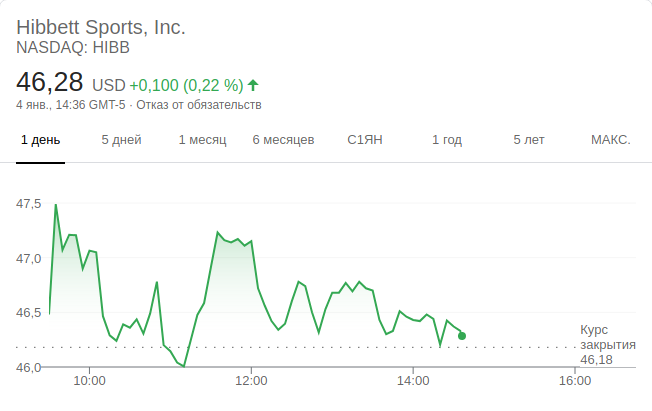 Hibbett Sports, Inc.
NASDAQ: HIBB
46,28 USD +0,100 (0,22 %)
4 янв., 14:36 GMT-5 · Отказ от обязательств
1 день 5 дней 1 месяц 6 месяцев С1ЯН 1 год 5 лет МАКС.
47,5
47,0
46,5
Курс
закрытия
46,18
46,0
10:00 12:00 14:00 16:00